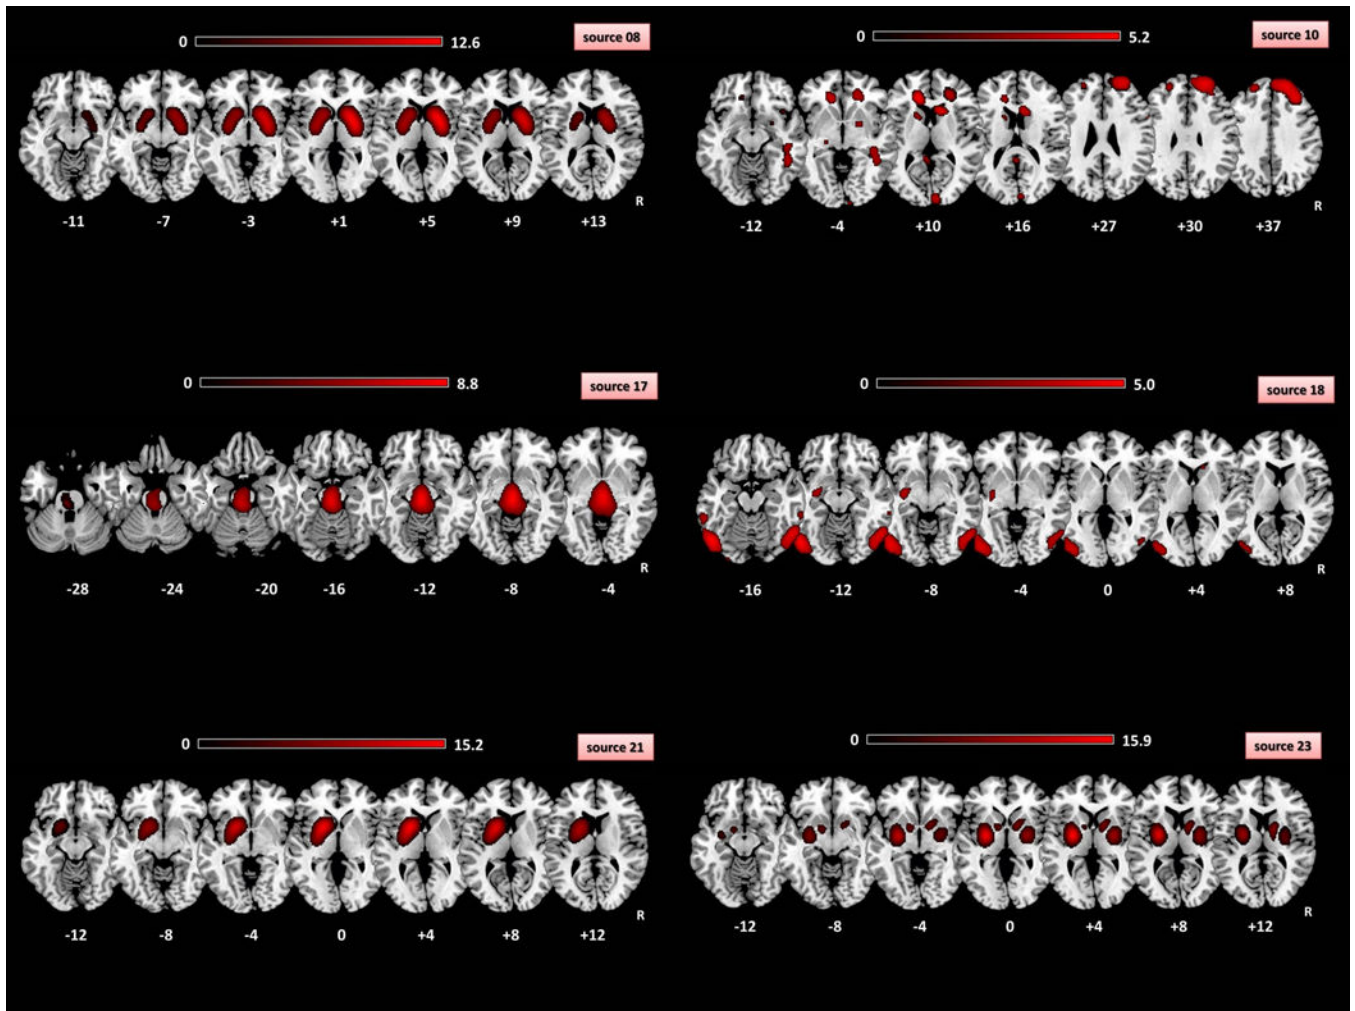 0 12.6 source 08
R
-11 -7 -3 +1 +5 +9 +13
0 5.2 source 10
R
-12 -4 +10 +16 +27 +30 +37
0 8.8 source 17
R
-28 -24 -20 -16 -12 -8 -4
0 5.0 source 18
R
-16 -12 -8 -4 0 +4 +8
0 15.2 source 21
R
-12 -8 -4 0 +4 +8 +12
0 15.9 source 23
R
-12 -8 -4 0 +4 +8 +12